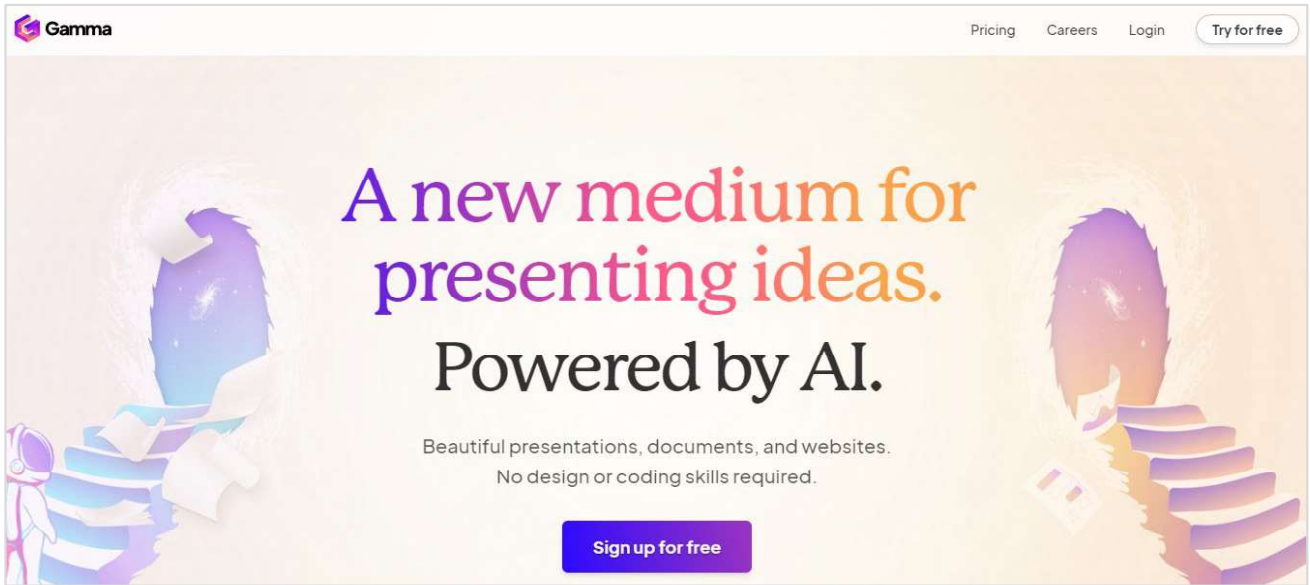 Gamma
Pricing Careers Login Try for free
A new medium for
presenting ideas.
Powered by AI.
Beautiful presentations, documents, and websites.
No design or coding skills required.
Sign up for free